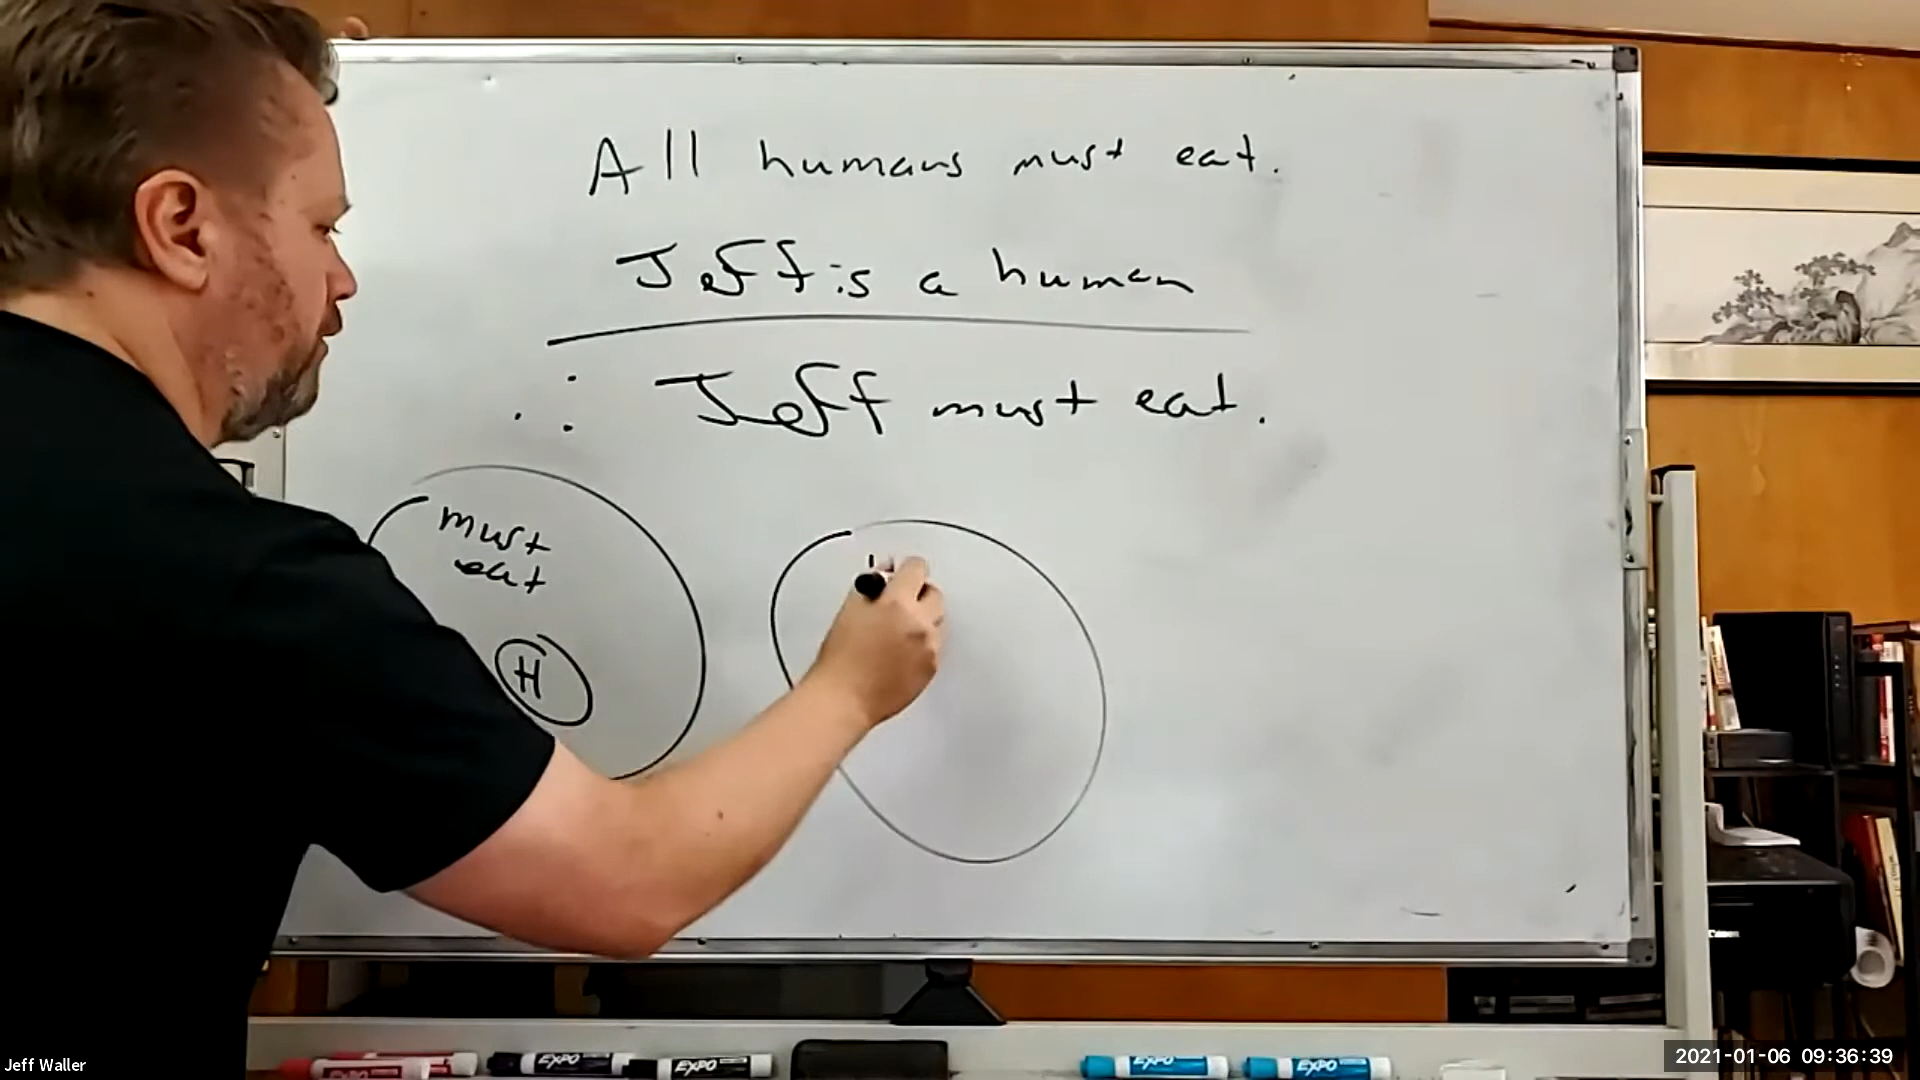 All humans must eat.
Jeff is a human
∴ Jeff must eat.
must
eat
H
Jeff Waller
EXPO
EXPO
EXPO
EXPO
2021-01-06 09:36:39